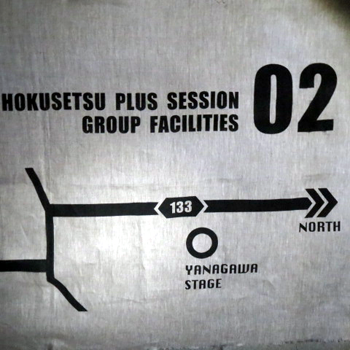 HOKUSETSU PLUS SESSION
GROUP FACILITIES
02
133
NORTH
YANAGAWA
STAGE